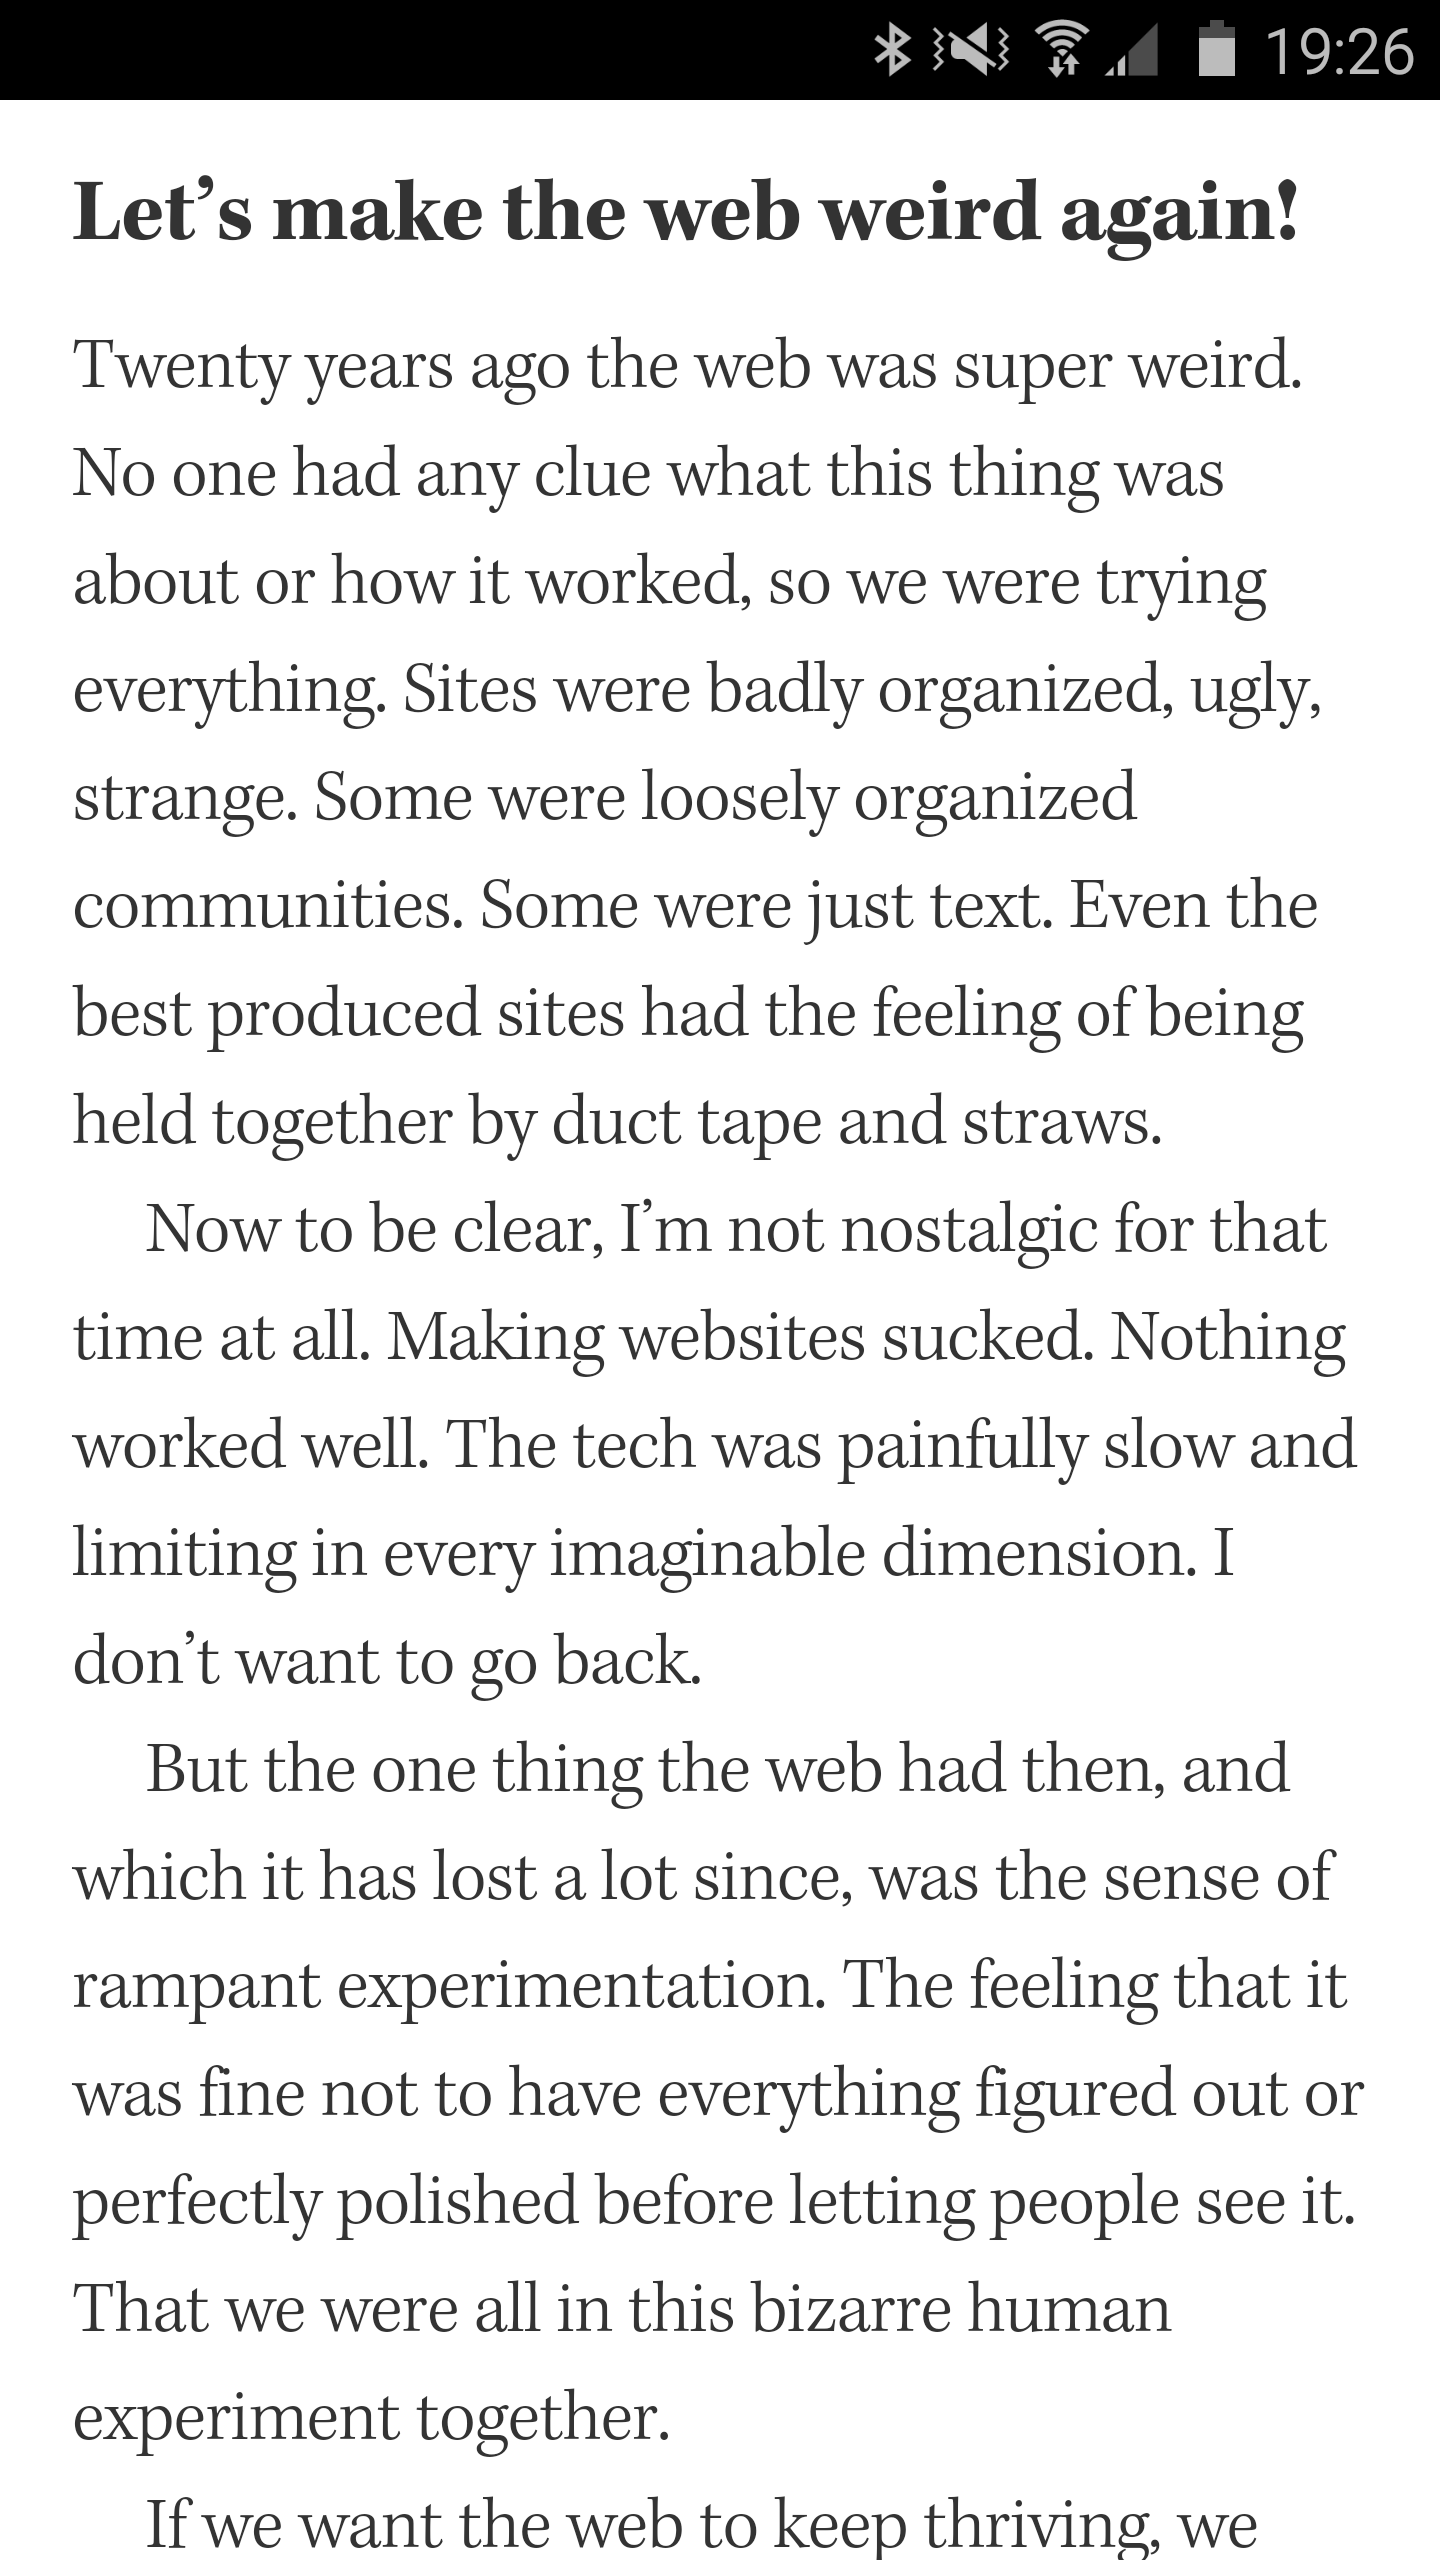 19:26
Let’s make the web weird again!
Twenty years ago the web was super weird.
No one had any clue what this thing was
about or how it worked, so we were trying
everything. Sites were badly organized, ugly,
strange. Some were loosely organized
communities. Some were just text. Even the
best produced sites had the feeling of being
held together by duct tape and straws.
Now to be clear, I’m not nostalgic for that
time at all. Making websites sucked. Nothing
worked well. The tech was painfully slow and
limiting in every imaginable dimension. I
don’t want to go back.
But the one thing the web had then, and
which it has lost a lot since, was the sense of
rampant experimentation. The feeling that it
was fine not to have everything figured out or
perfectly polished before letting people see it.
That we were all in this bizarre human
experiment together.
If we want the web to keep thriving, we